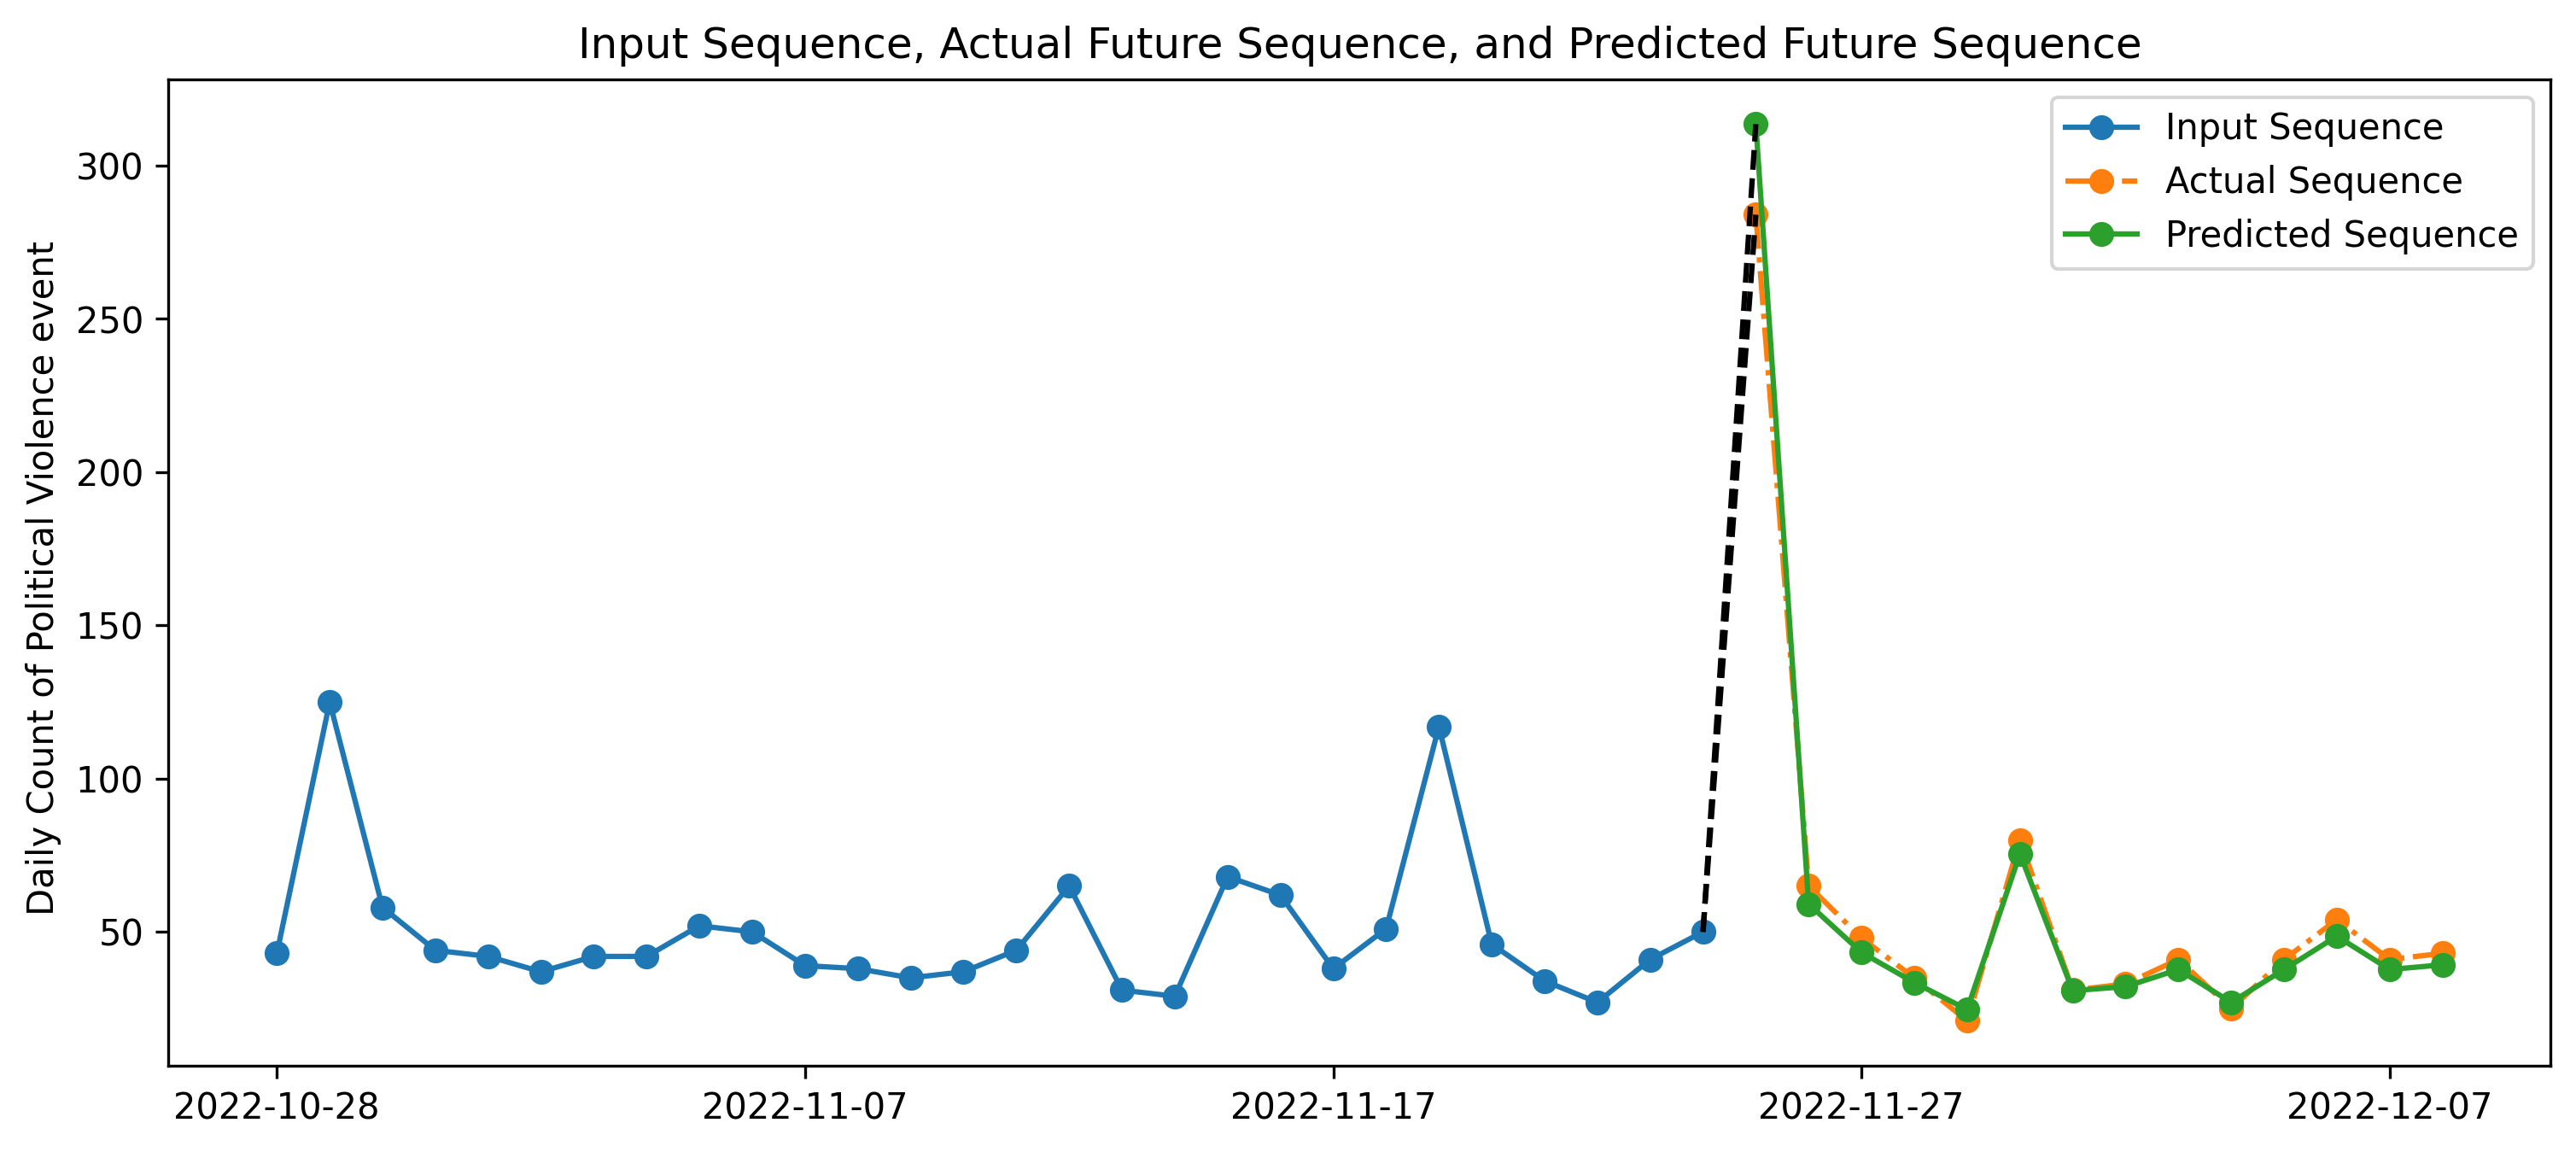 Input Sequence, Actual Future Sequence, and Predicted Future Sequence
Daily Count of Political Violence event
300
250
200
150
100
50
Input Sequence
Actual Sequence
Predicted Sequence
2022-10-28
2022-11-07
2022-11-17
2022-11-27
2022-12-07